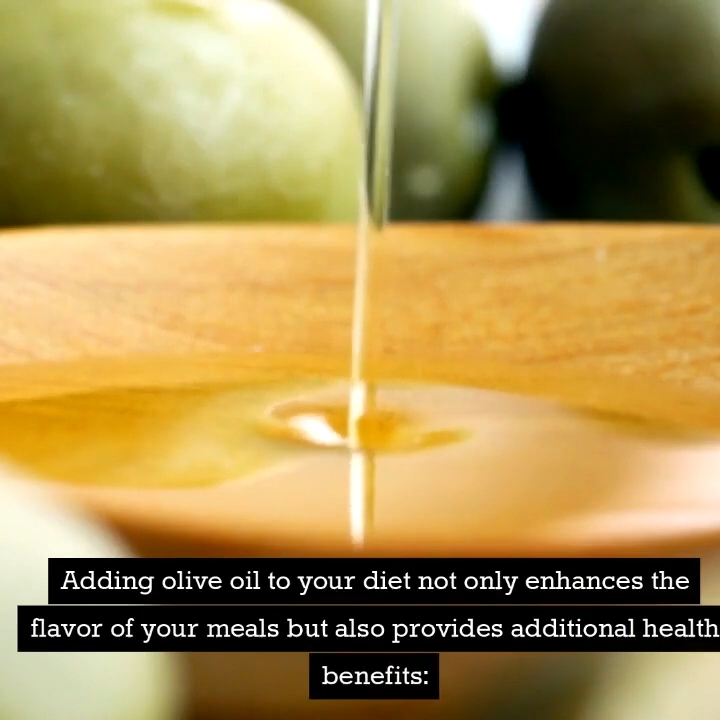 Adding olive oil to your diet not only enhances the
flavor of your meals but also provides additional health
benefits: